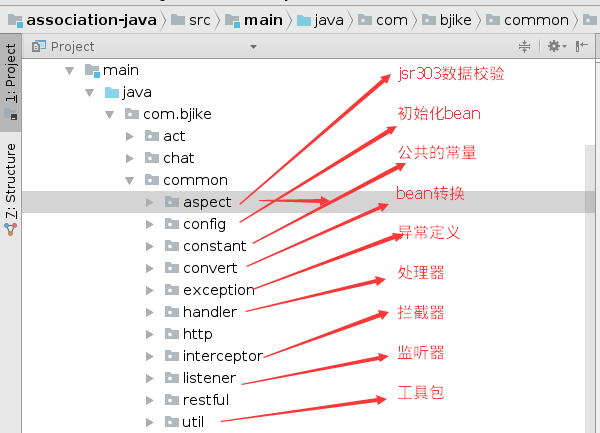 association-java src main java com bjike common
Project
1: Project
7: Structure
main
java
com.bjike
act
chat
common
aspect
config
constant
convert
exception
handler
http
interceptor
listener
restful
util
jsr303数据校验
初始化bean
公共的常量
bean转换
异常定义
处理器
拦截器
监听器
工具包